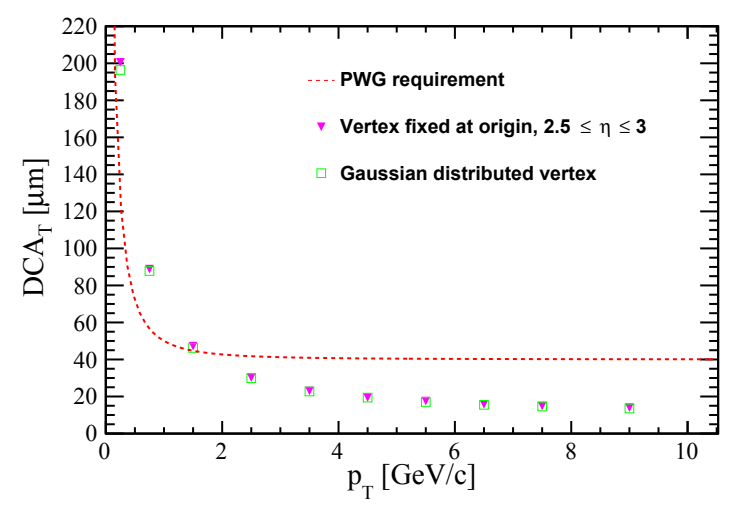 220
200
180
160
140
120
100
80
60
40
20
0
DCA_T [μm]
PWG requirement
Vertex fixed at origin, 2.5 ≤ η ≤ 3
Gaussian distributed vertex
0 2 4 6 8 10
p_T [GeV/c]